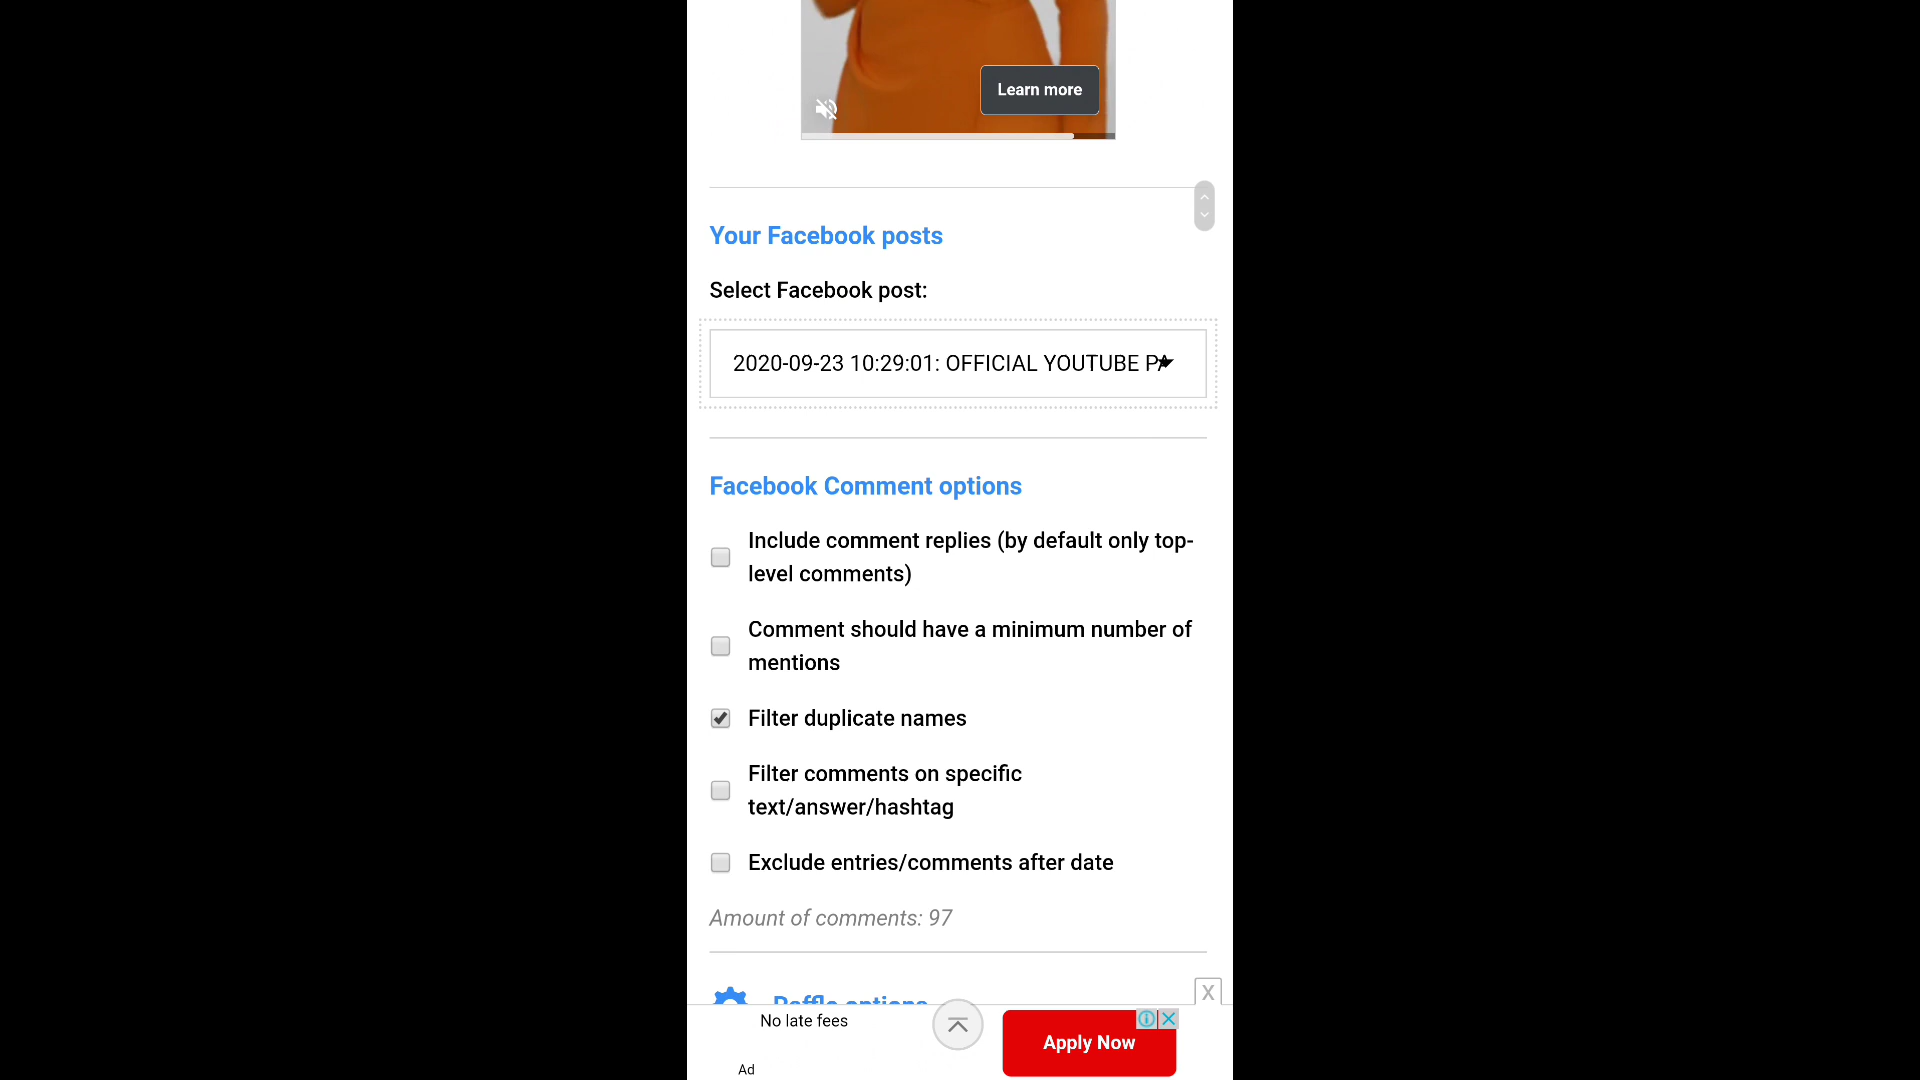 Learn more
Your Facebook posts
Select Facebook post:
2020-09-23 10:29:01: OFFICIAL YOUTUBE PA
Facebook Comment options
Include comment replies (by default only top-
level comments)
Comment should have a minimum number of
mentions
Filter duplicate names
Filter comments on specific
text/answer/hashtag
Exclude entries/comments after date
Amount of comments: 97
Raffle options
X
No late fees
Apply Now
Ad